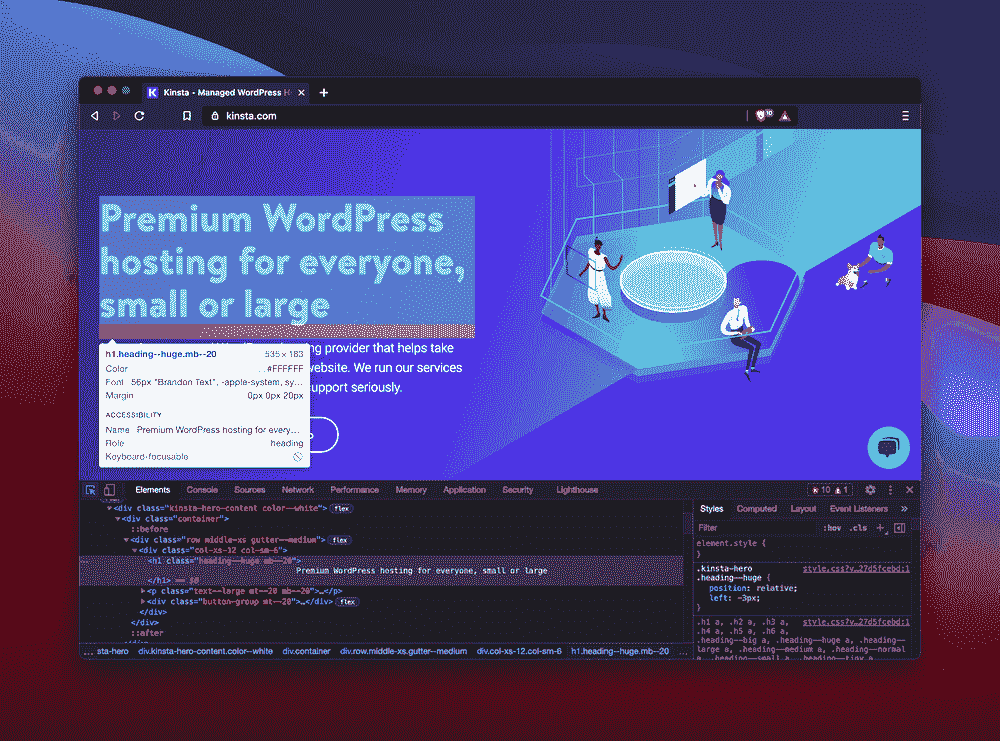 Kinsta - Managed WordPress H
kinsta.com
10
Premium WordPress
hosting for everyone,
small or large
provider that helps take
website. We run our services
support seriously.
h1.heading--huge.mb--20 535 × 183
Color #FFFFFF
Font 56px "Brandon Text", -apple-system, sy…
Margin 0px 0px 20px
ACCESSIBILITY
Name Premium WordPress hosting for every…
Role heading
Keyboard-focusable
Elements Console Sources Network Performance Memory Application Security Lighthouse 10 1
<div class="kinsta-hero-content color--white"> flex
<div class="container">
::before
<div class="row middle-xs gutter--medium"> flex
<div class="col-xs-12 col-sm-6">
<h1 class="heading--huge mb--20">
Premium WordPress hosting for everyone, small or large
</h1> == $0
<p class="text--large mt--20 mb--20">…</p>
<div class="button-group mt--20">…</div> flex
</div>
</div>
::after
… sta-hero div.kinsta-hero-content.color--white div.container div.row.middle-xs.gutter--medium div.col-xs-12.col-sm-6 h1.heading--huge.mb--20 …
Styles Computed Layout Event Listeners »
Filter :hov .cls +
element.style {
}
.kinsta-hero style.css?v…27d5fcebd:1
.heading--huge {
position: relative;
left: -3px;
}
.h1 a, .h2 a, .h3 a, style.css?v…27d5fcebd:1
.h4 a, .h5 a, .h6 a,
.heading--big a, .heading--huge a, .heading--
large a, .heading--medium a, .heading--normal
a, .heading--small a, .heading--tiny a